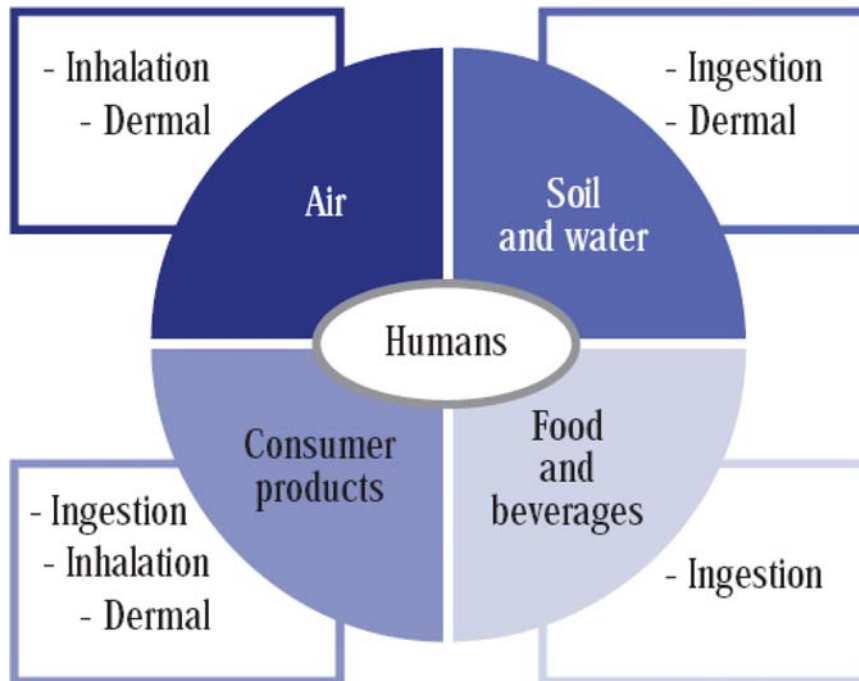 - Inhalation
- Dermal
Air
- Ingestion
- Dermal
Soil
and water
Humans
Consumer
products
- Ingestion
- Inhalation
- Dermal
Food
and
beverages
- Ingestion